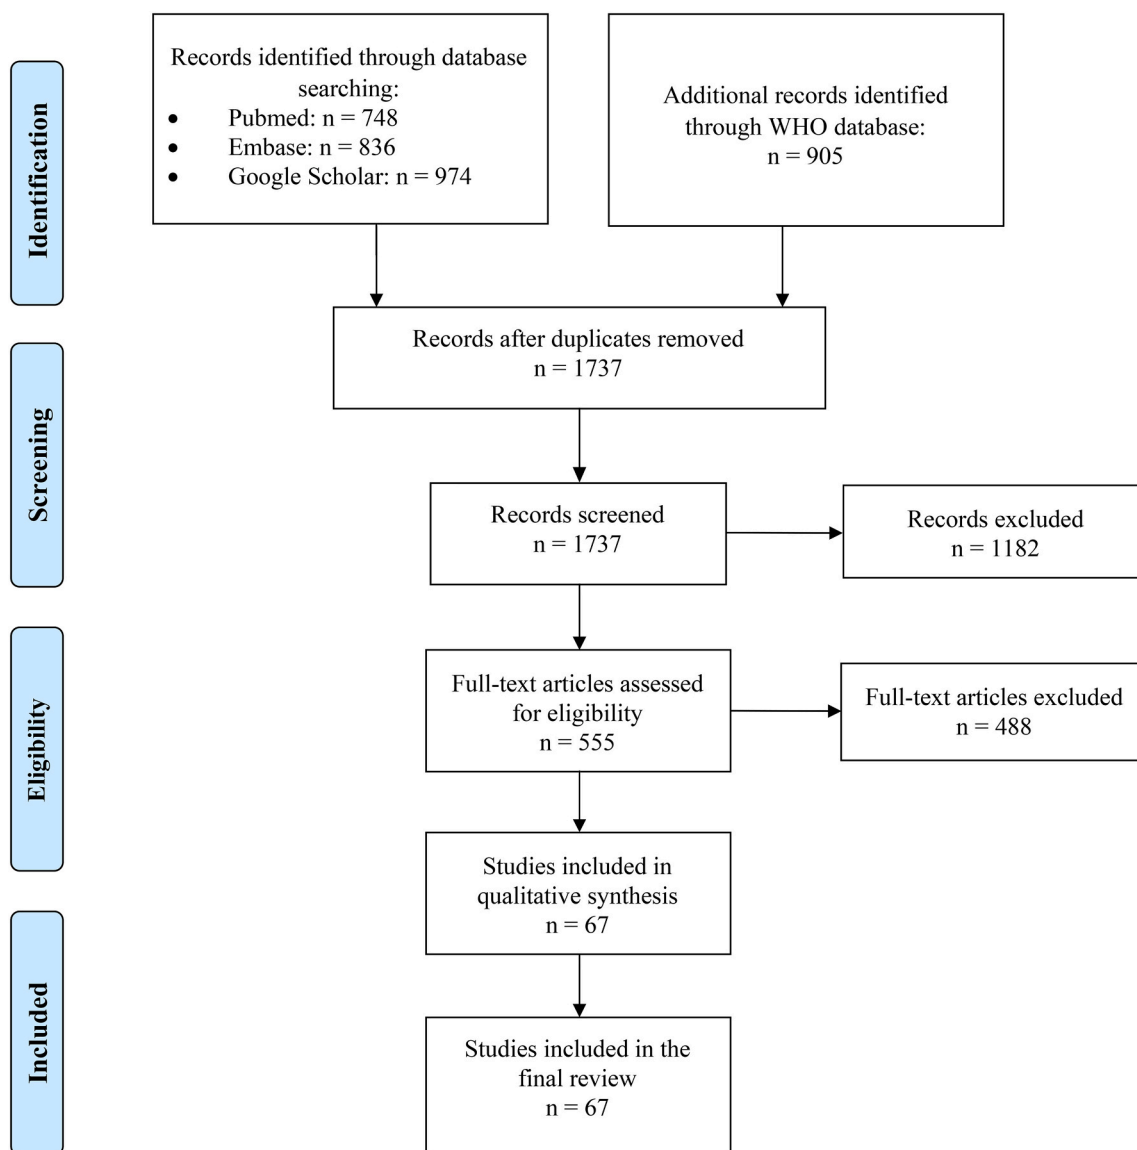 Identification
Records identified through database
searching:
• Pubmed: n = 748
• Embase: n = 836
• Google Scholar: n = 974
Additional records identified
through WHO database:
n = 905
Records after duplicates removed
n = 1737
Screening
Records screened
n = 1737
Records excluded
n = 1182
Eligibility
Full-text articles assessed
for eligibility
n = 555
Full-text articles excluded
n = 488
Studies included in
qualitative synthesis
n = 67
Included
Studies included in the
final review
n = 67